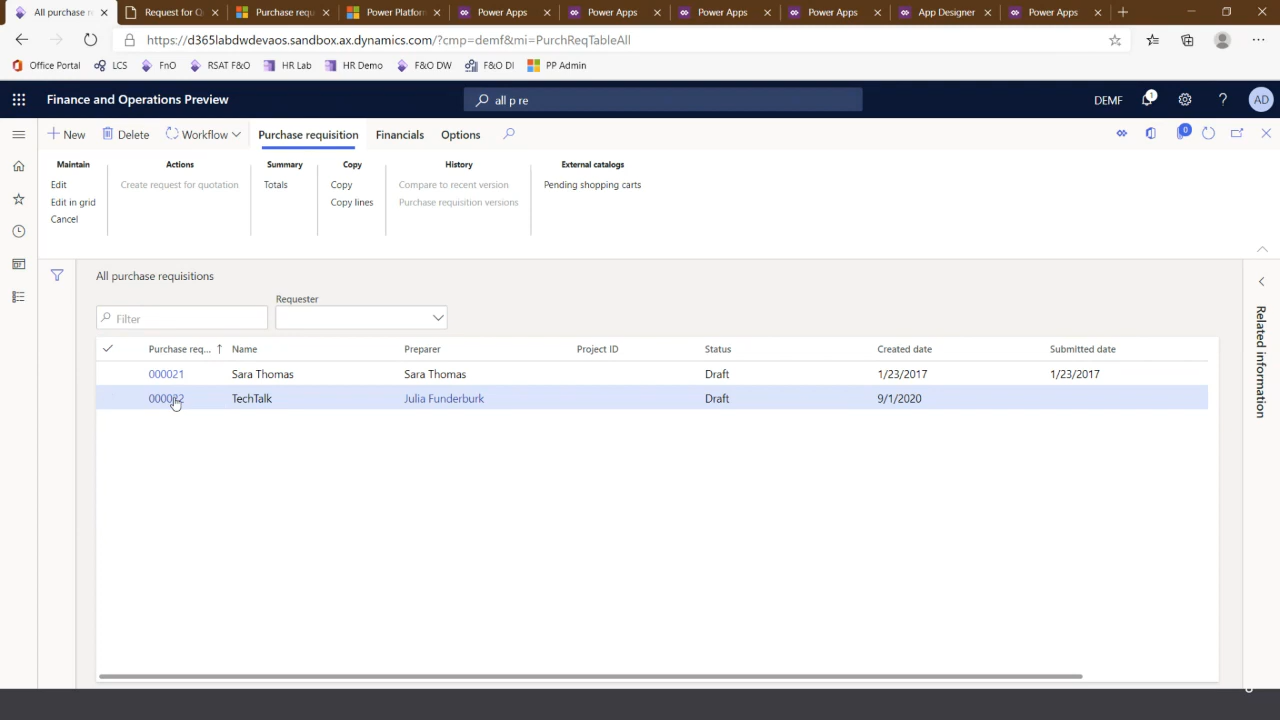 All purchase r
Request for Q
Purchase requ
Power Platform
Power Apps
Power Apps
Power Apps
Power Apps
App Designer
Power Apps
https://d365labdwdevaos.sandbox.ax.dynamics.com/?cmp=demf&mi=PurchReqTableAll
Office Portal LCS FnO RSAT F&O HR Lab HR Demo F&O DW F&O DI PP Admin
Finance and Operations Preview
all p re
DEMF 1 ? AD
New Delete Workflow Purchase requisition Financials Options 0
Maintain Actions Summary Copy History External catalogs
Edit Create request for quotation Totals Copy Compare to recent version Pending shopping carts
Edit in grid Copy lines Purchase requisition versions
Cancel
All purchase requisitions
Requester
Filter
Purchase req... Name Preparer Project ID Status Created date Submitted date
000021 Sara Thomas Sara Thomas Draft 1/23/2017 1/23/2017
TechTalk Julia Funderburk Draft 9/1/2020
Related information